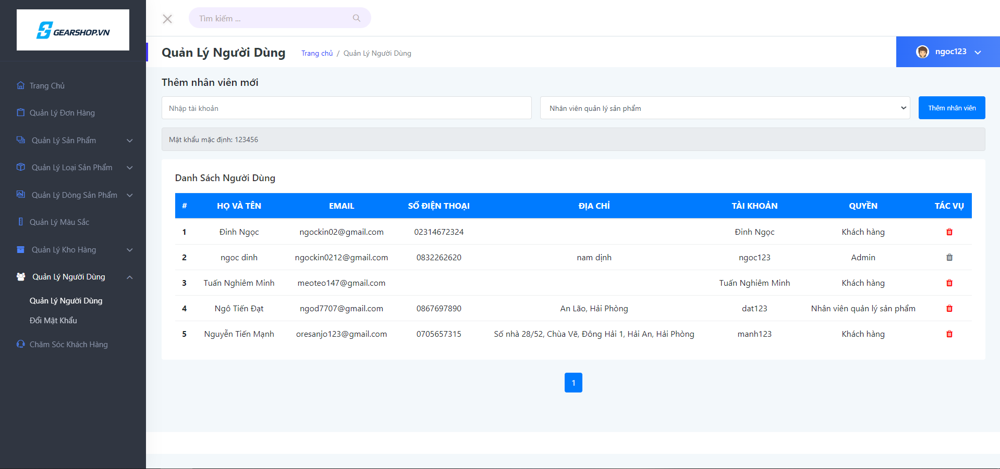 GEARSHOP.VN
Tìm kiếm ...
Quản Lý Người Dùng
Trang chủ / Quản Lý Người Dùng
ngoc123
Trang Chủ
Quản Lý Đơn Hàng
Quản Lý Sản Phẩm
Quản Lý Loại Sản Phẩm
Quản Lý Dòng Sản Phẩm
Quản Lý Màu Sắc
Quản Lý Kho Hàng
Quản Lý Người Dùng
Quản Lý Người Dùng
Đổi Mật Khẩu
Chăm Sóc Khách Hàng
Thêm nhân viên mới
Nhập tài khoản
Nhân viên quản lý sản phẩm
Thêm nhân viên
Mật khẩu mặc định: 123456
Danh Sách Người Dùng
# HỌ VÀ TÊN EMAIL SỐ ĐIỆN THOẠI ĐỊA CHỈ TÀI KHOẢN QUYỀN TÁC VỤ
1 Đinh Ngọc ngockin02@gmail.com 02314672324 Đinh Ngọc Khách hàng
2 ngoc dinh ngockin0212@gmail.com 0832262620 nam dịnh ngoc123 Admin
3 Tuấn Nghiêm Minh meoteo147@gmail.com Tuấn Nghiêm Minh Khách hàng
4 Ngô Tiến Đạt ngod7707@gmail.com 0867697890 An Lão, Hải Phòng dat123 Nhân viên quản lý sản phẩm
5 Nguyễn Tiến Mạnh oresanjo123@gmail.com 0705657315 Số nhà 28/52, Chùa Vẽ, Đông Hải 1, Hải An, Hải Phòng manh123 Khách hàng
1